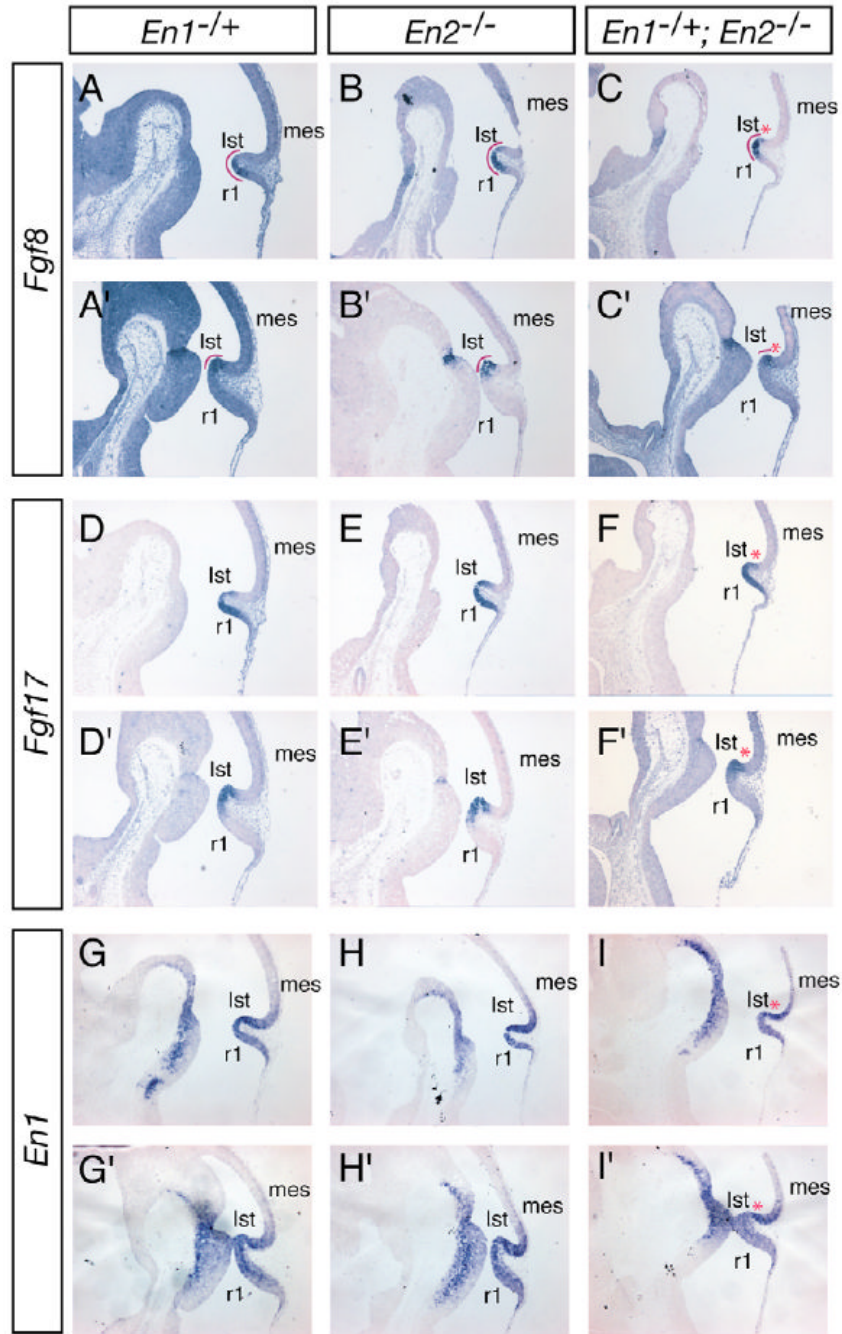 En1-/+
En2-/-
En1-/+; En2-/-
Fgf8
A
lst
mes
r1
B
lst
mes
r1
C
lst *
mes
r1
A'
lst
mes
r1
B'
lst
mes
r1
C'
lst *
mes
r1
Fgf17
D
lst
mes
r1
E
lst
mes
r1
F
lst *
mes
r1
D'
lst
mes
r1
E'
lst
mes
r1
F'
lst *
mes
r1
En1
G
lst
mes
r1
H
lst
mes
r1
I
lst *
mes
r1
G'
lst
mes
r1
H'
lst
mes
r1
I'
lst *
mes
r1